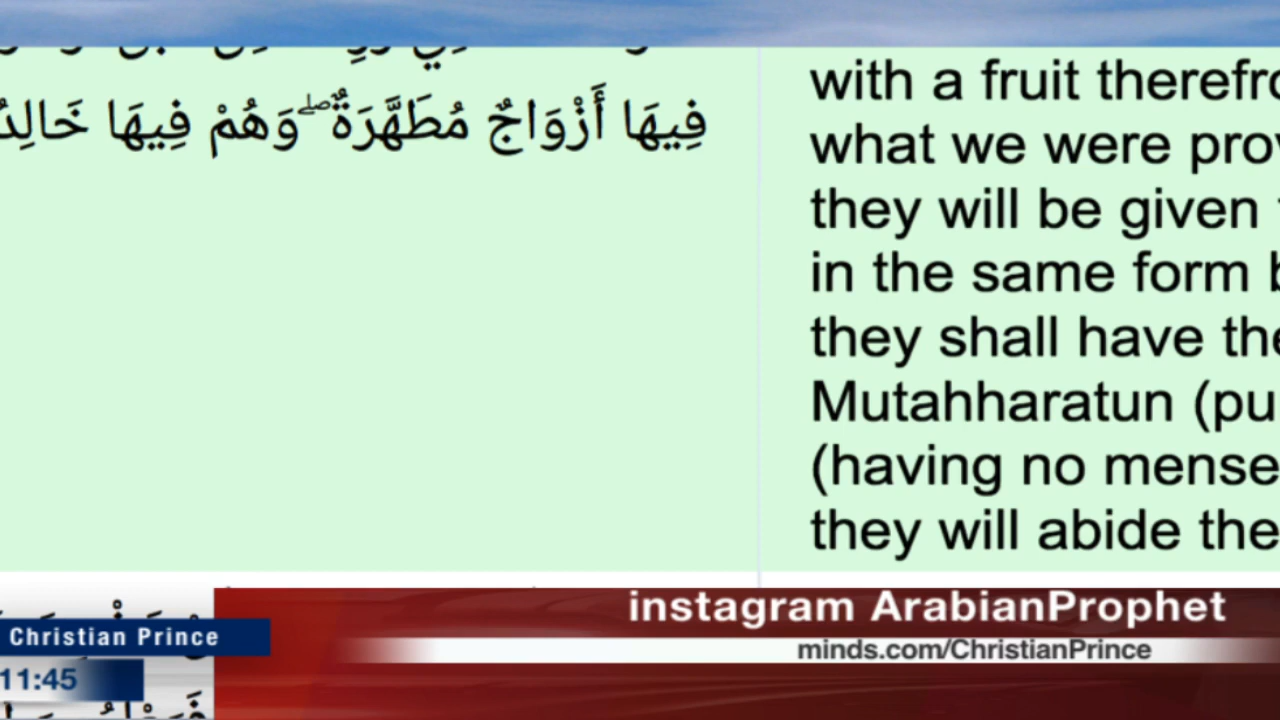 فِيهَا أَزْوَاجٌ مُطَهَّرَةٌ ۖ وَهُمْ فِيهَا
with a fruit therefro
what we were prov
they will be given
in the same form b
they shall have the
Mutahharatun (pu
(having no mense
they will abide the
instagram ArabianProphet
minds.com/ChristianPrince
Christian Prince
11:45